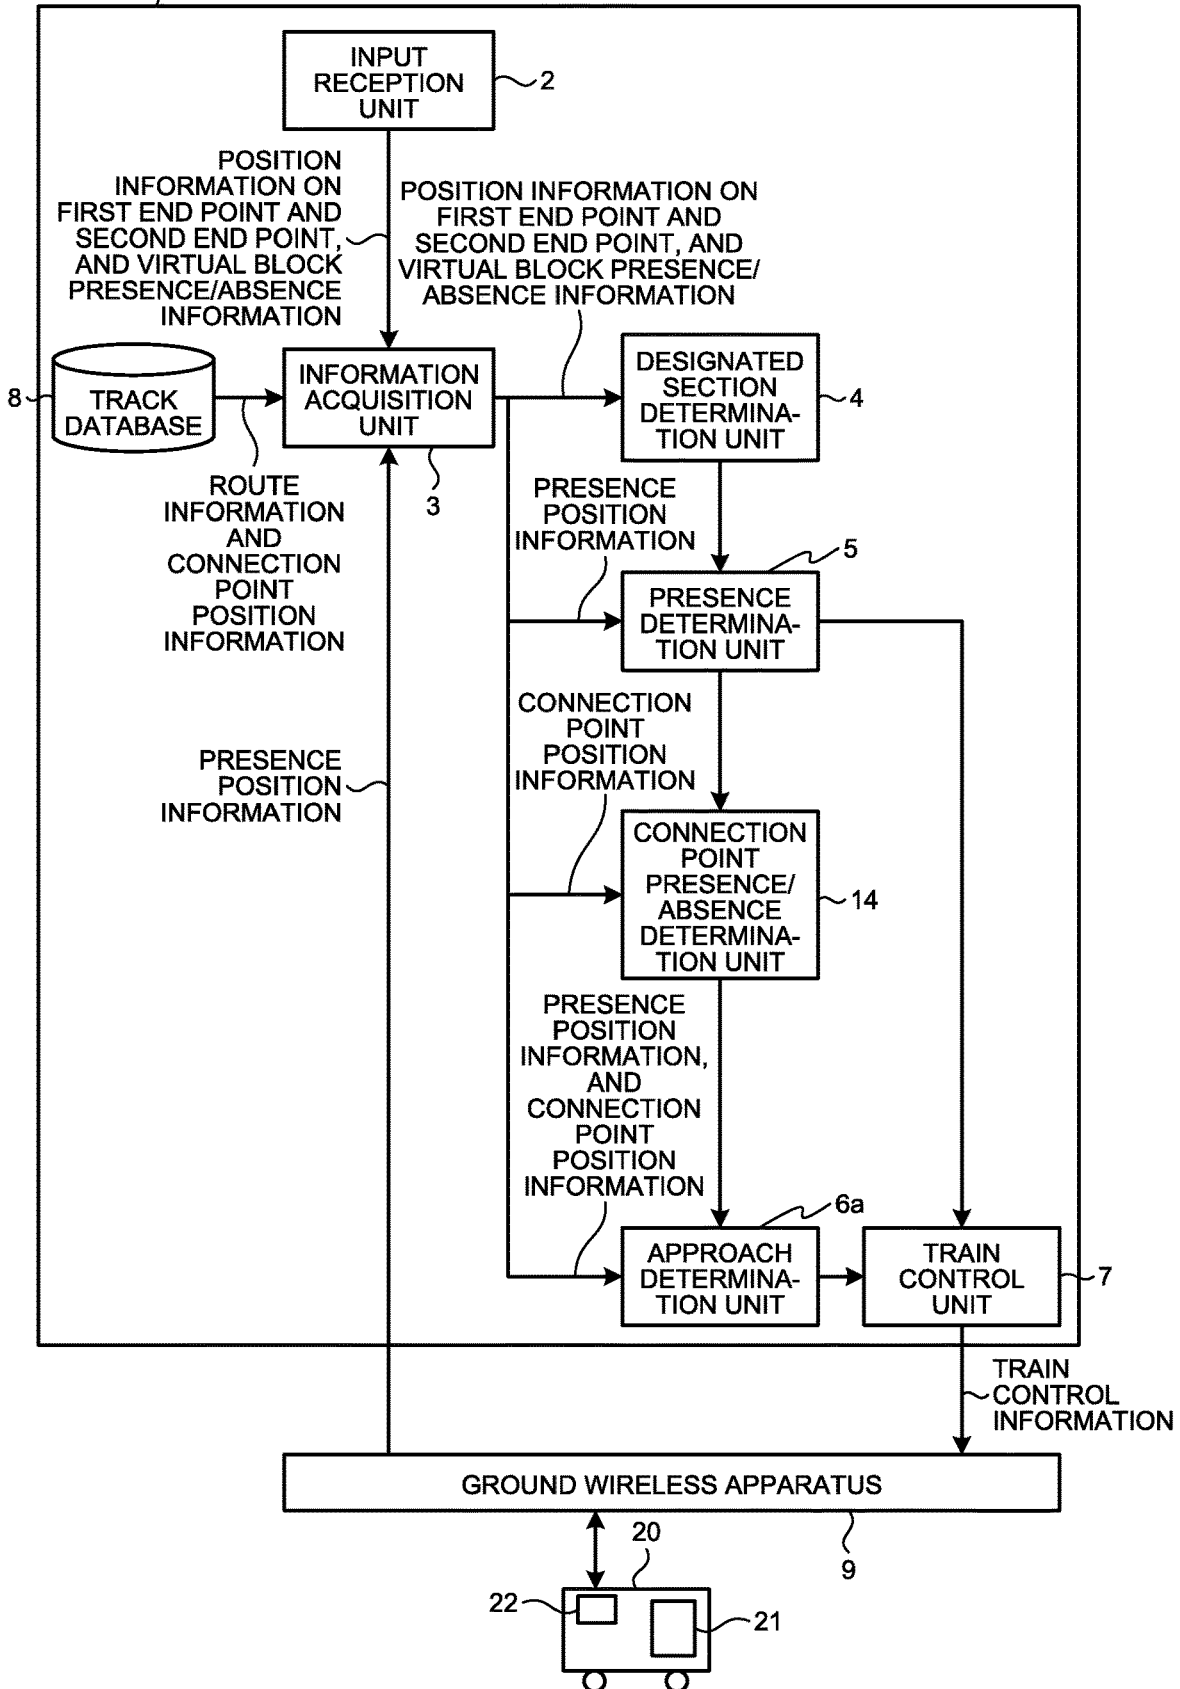 INPUT
RECEPTION
UNIT
2
POSITION
INFORMATION ON
FIRST END POINT AND
SECOND END POINT,
AND VIRTUAL BLOCK
PRESENCE/ABSENCE
INFORMATION
POSITION INFORMATION ON
FIRST END POINT AND
SECOND END POINT, AND
VIRTUAL BLOCK PRESENCE/
ABSENCE INFORMATION
8
TRACK
DATABASE
INFORMATION
ACQUISITION
UNIT
3
DESIGNATED
SECTION
DETERMINA-
TION UNIT
4
ROUTE
INFORMATION
AND
CONNECTION
POINT
POSITION
INFORMATION
PRESENCE
POSITION
INFORMATION
5
PRESENCE
DETERMINA-
TION UNIT
CONNECTION
POINT
POSITION
INFORMATION
PRESENCE
POSITION
INFORMATION
CONNECTION
POINT
PRESENCE/
ABSENCE
DETERMINA-
TION UNIT
14
PRESENCE
POSITION
INFORMATION,
AND
CONNECTION
POINT
POSITION
INFORMATION
6a
APPROACH
DETERMINA-
TION UNIT
TRAIN
CONTROL
UNIT
7
TRAIN
CONTROL
INFORMATION
GROUND WIRELESS APPARATUS
9
20
22
21